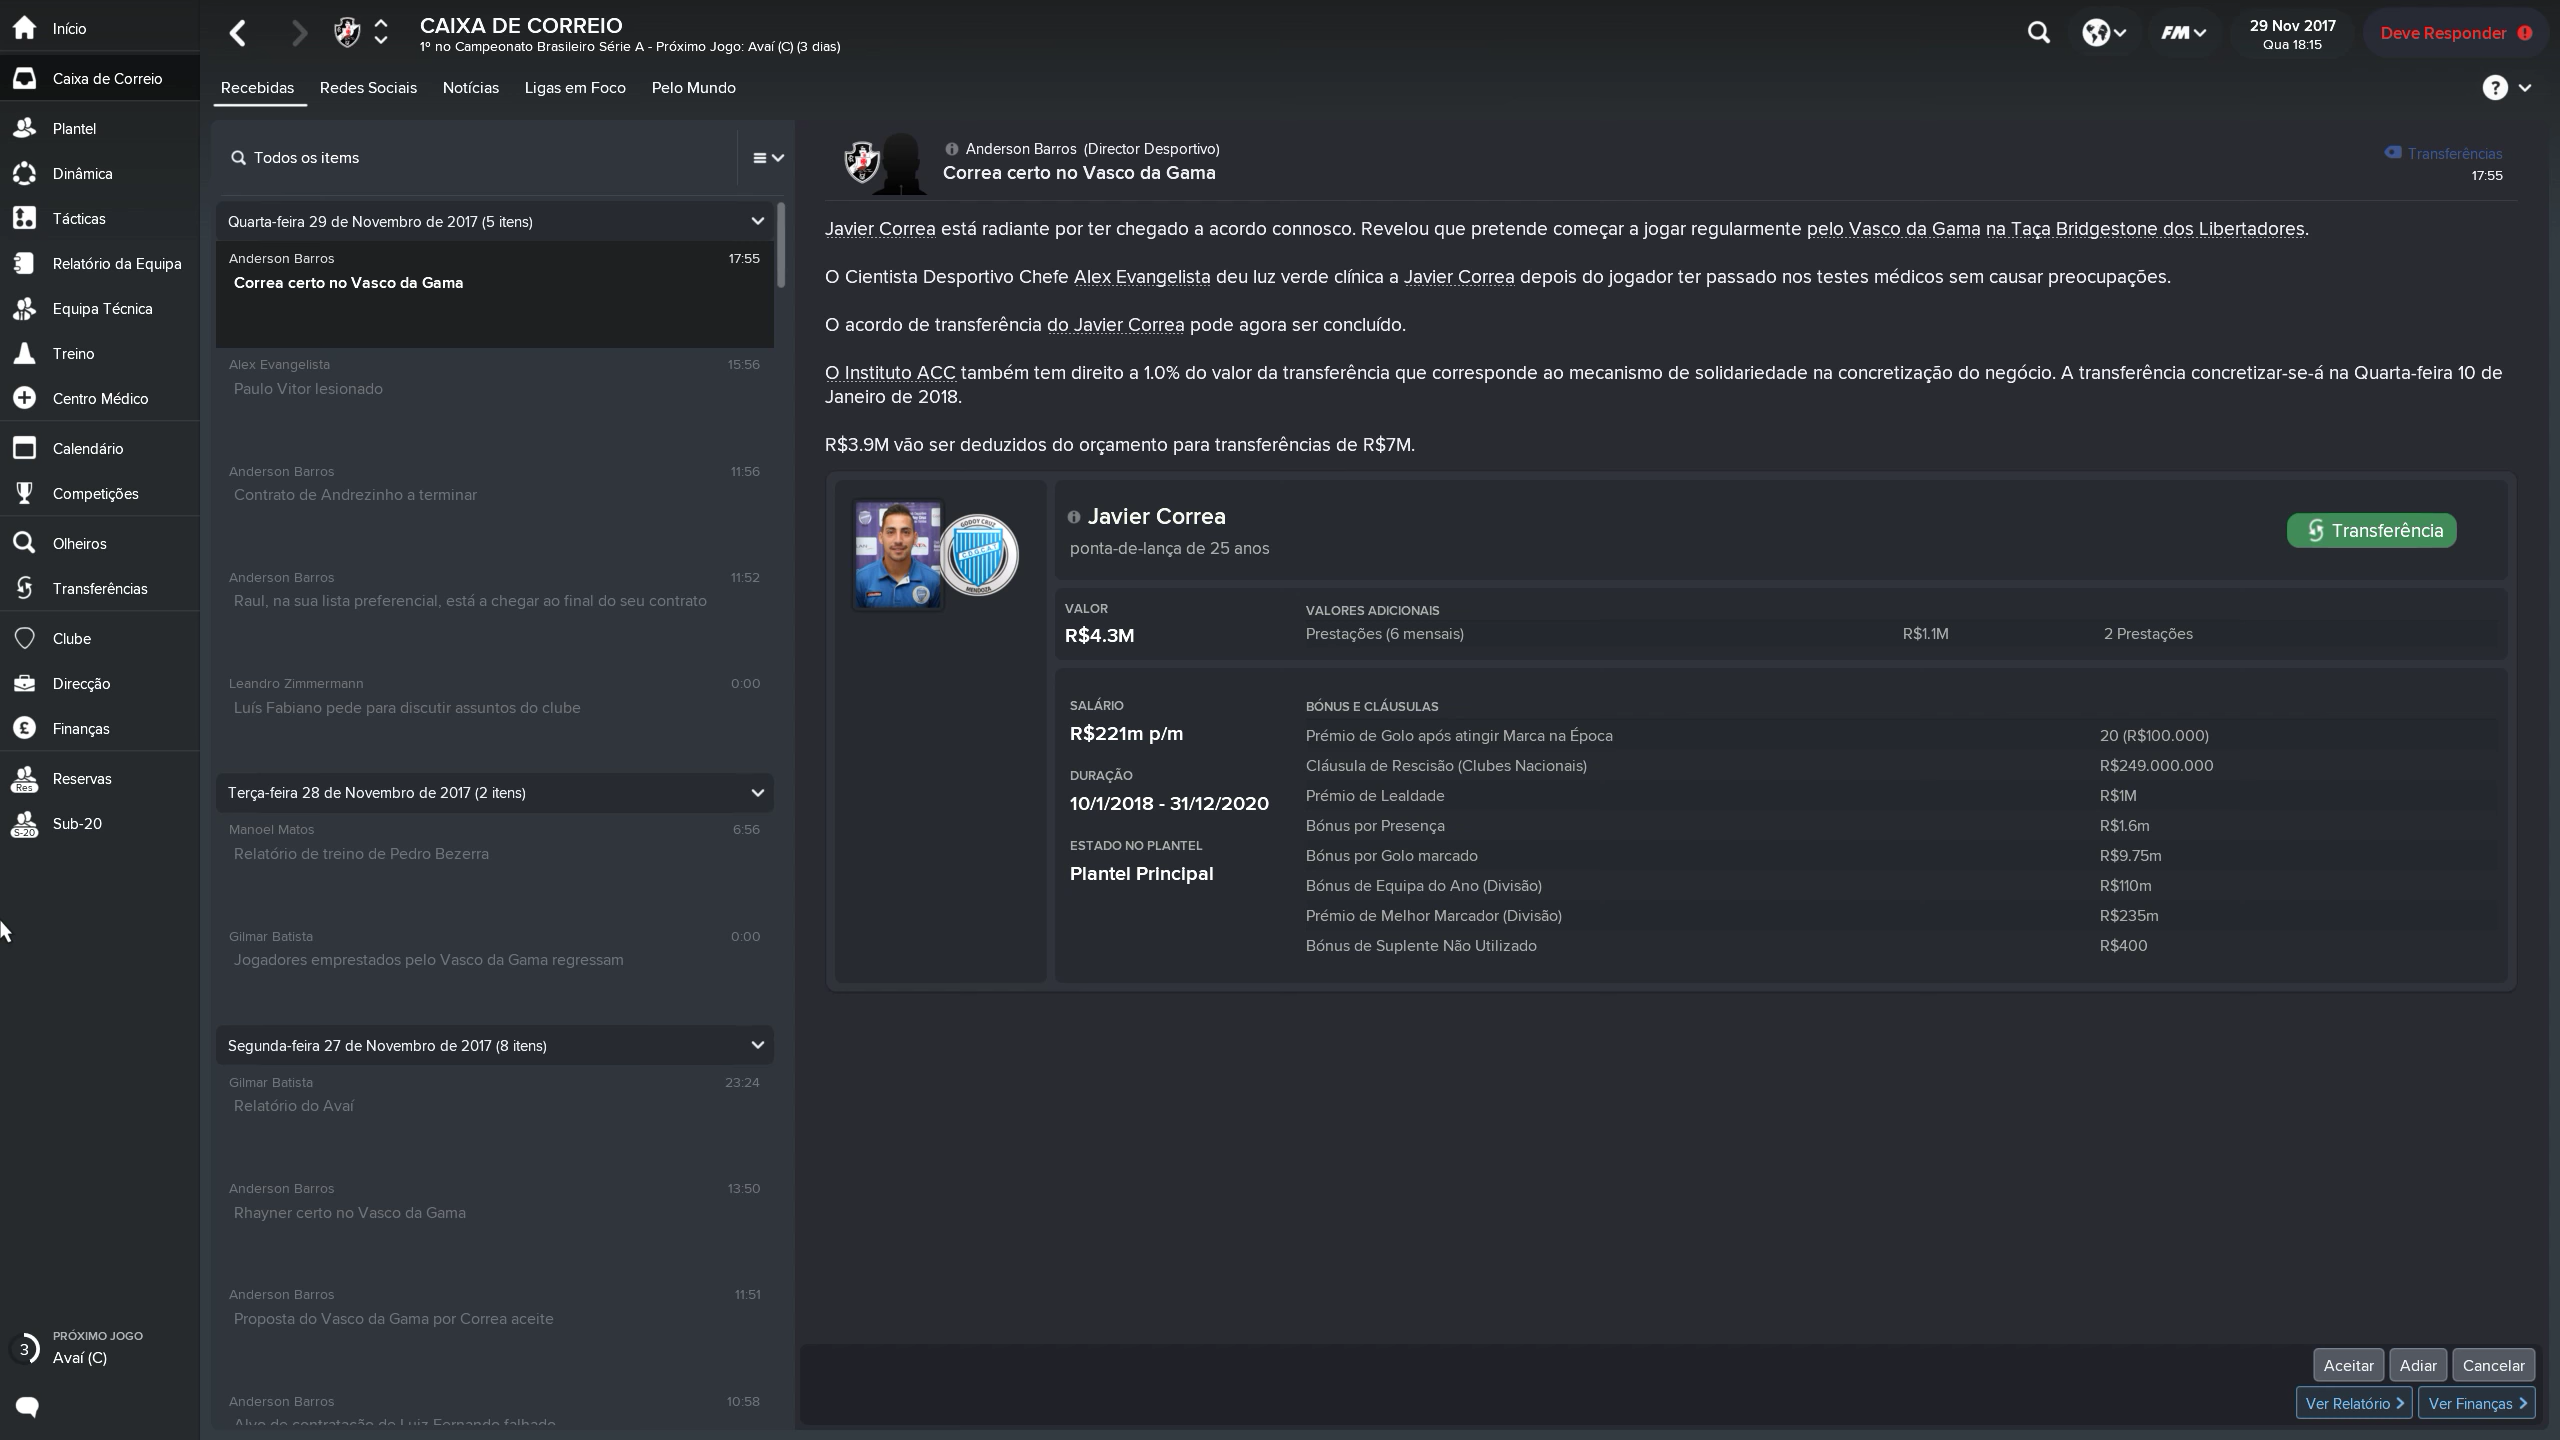 Início
Caixa de Correio
Plantel
Dinâmica
Tácticas
Relatório da Equipa
Equipa Técnica
Treino
Centro Médico
Calendário
Competições
Olheiros
Transferências
Clube
Direcção
Finanças
Res
Reservas
S-20
Sub-20
PRÓXIMO JOGO
3
Avaí (C)
CAIXA DE CORREIO
1º no Campeonato Brasileiro Série A - Próximo Jogo: Avaí (C) (3 dias)
FM
29 Nov 2017
Qua 18:15
Deve Responder
Recebidas Redes Sociais Notícias Ligas em Foco Pelo Mundo
Todos os items
Quarta-feira 29 de Novembro de 2017 (5 itens)
Anderson Barros 17:55
Correa certo no Vasco da Gama
Alex Evangelista 15:56
Paulo Vitor lesionado
Anderson Barros 11:56
Contrato de Andrezinho a terminar
Anderson Barros 11:52
Raul, na sua lista preferencial, está a chegar ao final do seu contrato
Leandro Zimmermann 0:00
Luís Fabiano pede para discutir assuntos do clube
Terça-feira 28 de Novembro de 2017 (2 itens)
Manoel Matos 6:56
Relatório de treino de Pedro Bezerra
Gilmar Batista 0:00
Jogadores emprestados pelo Vasco da Gama regressam
Segunda-feira 27 de Novembro de 2017 (8 itens)
Gilmar Batista 23:24
Relatório do Avaí
Anderson Barros 13:50
Rhayner certo no Vasco da Gama
Anderson Barros 11:51
Proposta do Vasco da Gama por Correa aceite
Anderson Barros 10:58
Alvo de contratação de Luiz Fernando falhado
Anderson Barros (Director Desportivo)
Correa certo no Vasco da Gama
Transferências
17:55
Javier Correa está radiante por ter chegado a acordo connosco. Revelou que pretende começar a jogar regularmente pelo Vasco da Gama na Taça Bridgestone dos Libertadores.
O Cientista Desportivo Chefe Alex Evangelista deu luz verde clínica a Javier Correa depois do jogador ter passado nos testes médicos sem causar preocupações.
O acordo de transferência do Javier Correa pode agora ser concluído.
O Instituto ACC também tem direito a 1.0% do valor da transferência que corresponde ao mecanismo de solidariedade na concretização do negócio. A transferência concretizar-se-á na Quarta-feira 10 de
Janeiro de 2018.
R$3.9M vão ser deduzidos do orçamento para transferências de R$7M.
GODOY CRUZ
MENDOZA
Javier Correa
ponta-de-lança de 25 anos
Transferência
VALOR
R$4.3M
VALORES ADICIONAIS
Prestações (6 mensais) R$1.1M 2 Prestações
SALÁRIO
R$221m p/m
DURAÇÃO
10/1/2018 - 31/12/2020
ESTADO NO PLANTEL
Plantel Principal
BÓNUS E CLÁUSULAS
Prémio de Golo após atingir Marca na Época 20 (R$100.000)
Cláusula de Rescisão (Clubes Nacionais) R$249.000.000
Prémio de Lealdade R$1M
Bónus por Presença R$1.6m
Bónus por Golo marcado R$9.75m
Bónus de Equipa do Ano (Divisão) R$110m
Prémio de Melhor Marcador (Divisão) R$235m
Bónus de Suplente Não Utilizado R$400
Aceitar Adiar Cancelar
Ver Relatório Ver Finanças